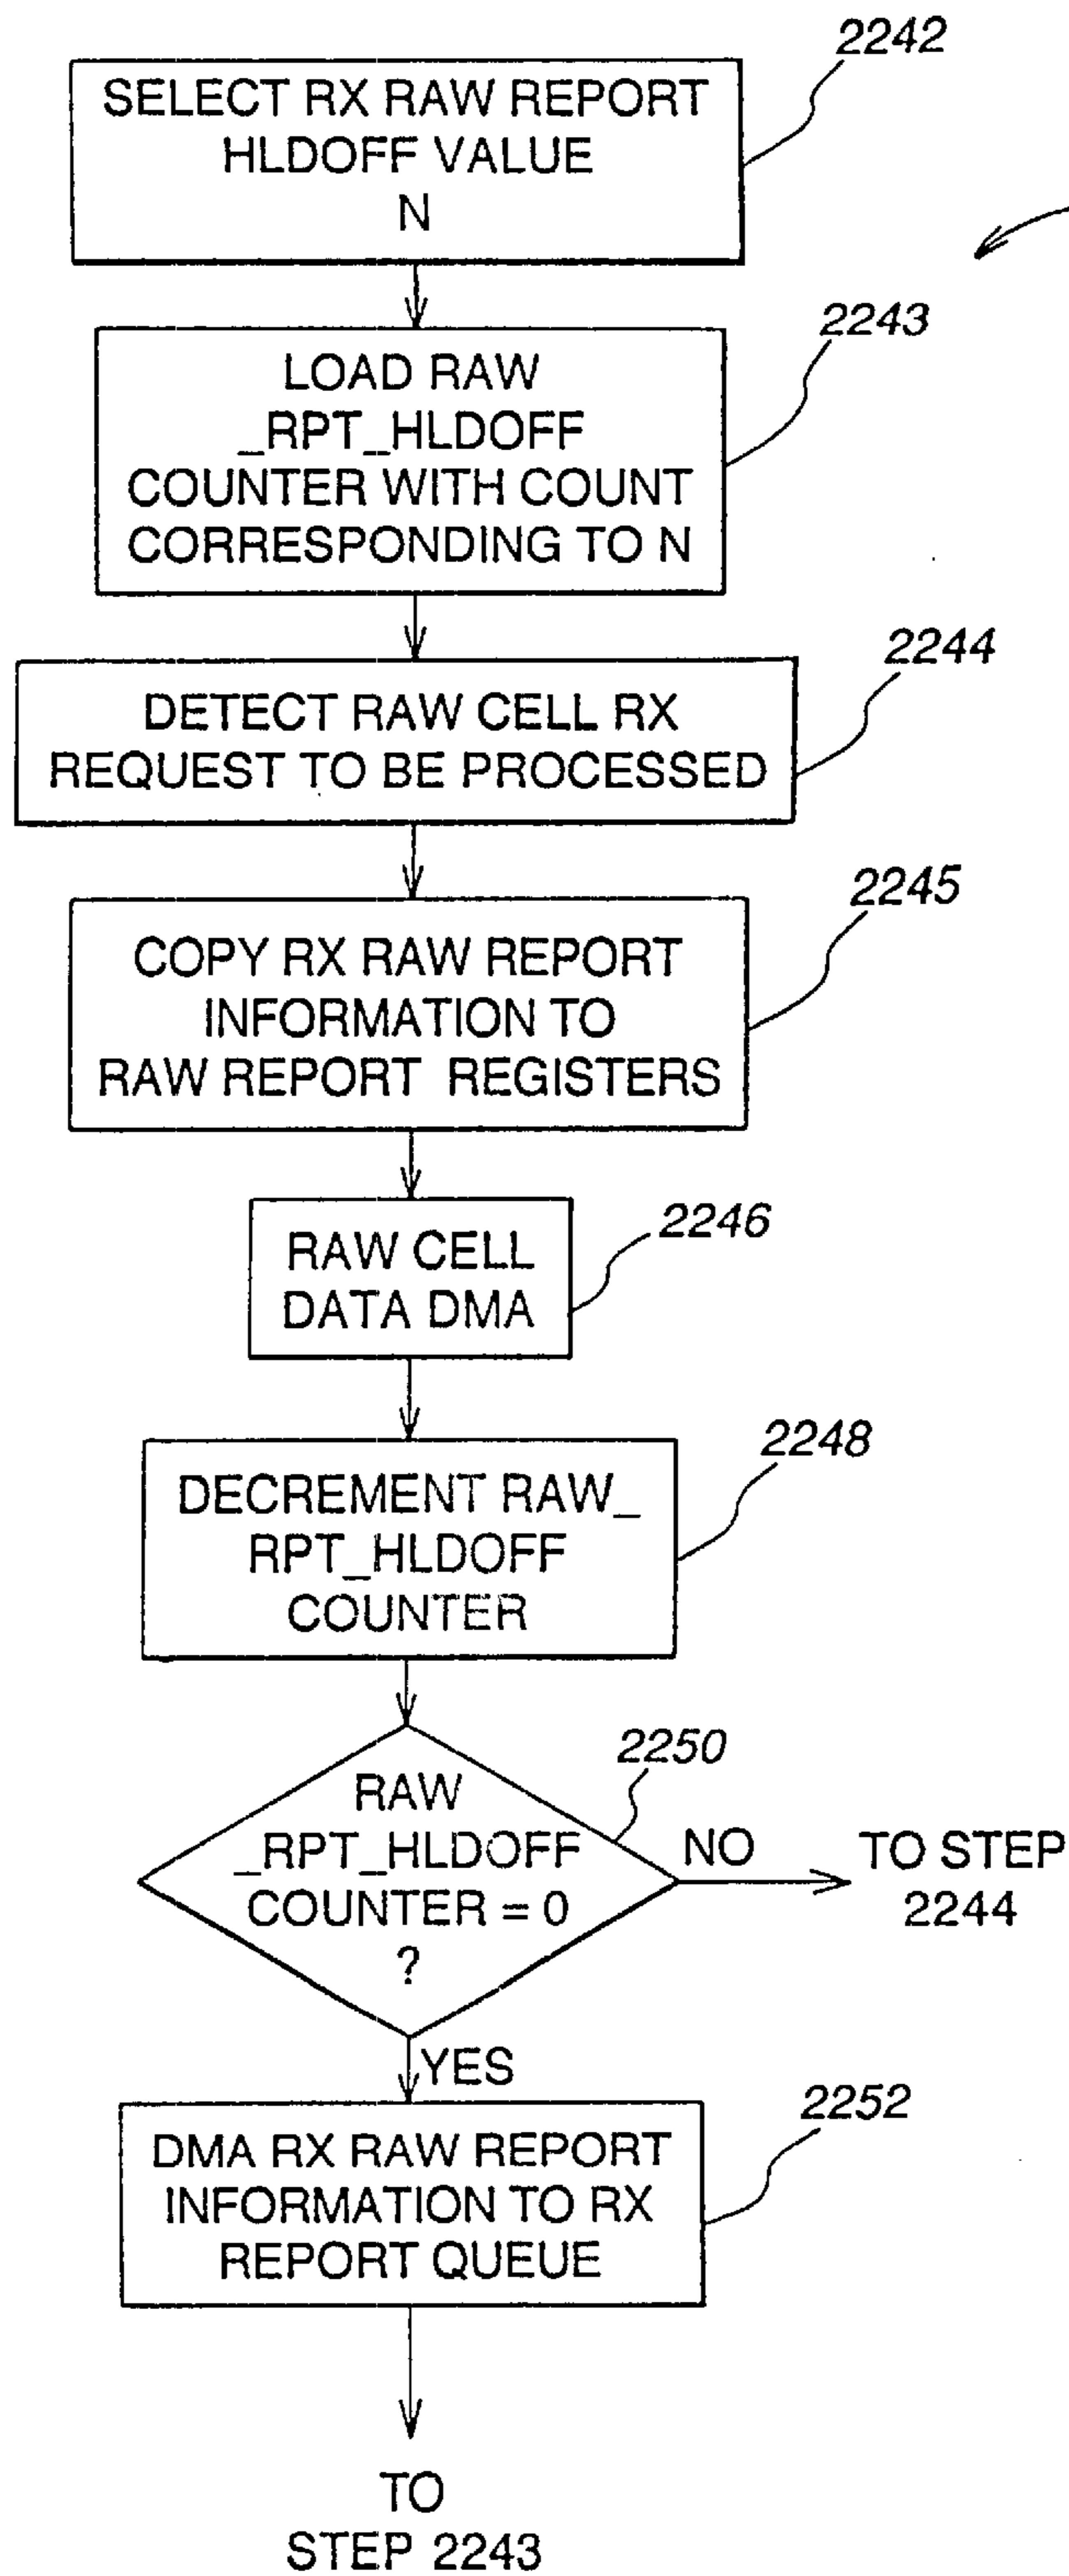 2242
SELECT RX RAW REPORT
HLDOFF VALUE
N
2243
LOAD RAW
_RPT_HLDOFF
COUNTER WITH COUNT
CORRESPONDING TO N
2244
DETECT RAW CELL RX
REQUEST TO BE PROCESSED
2245
COPY RX RAW REPORT
INFORMATION TO
RAW REPORT REGISTERS
2246
RAW CELL
DATA DMA
2248
DECREMENT RAW_
RPT_HLDOFF
COUNTER
2250
RAW
_RPT_HLDOFF
COUNTER = 0
?
NO
TO STEP
2244
YES
2252
DMA RX RAW REPORT
INFORMATION TO RX
REPORT QUEUE
TO
STEP 2243